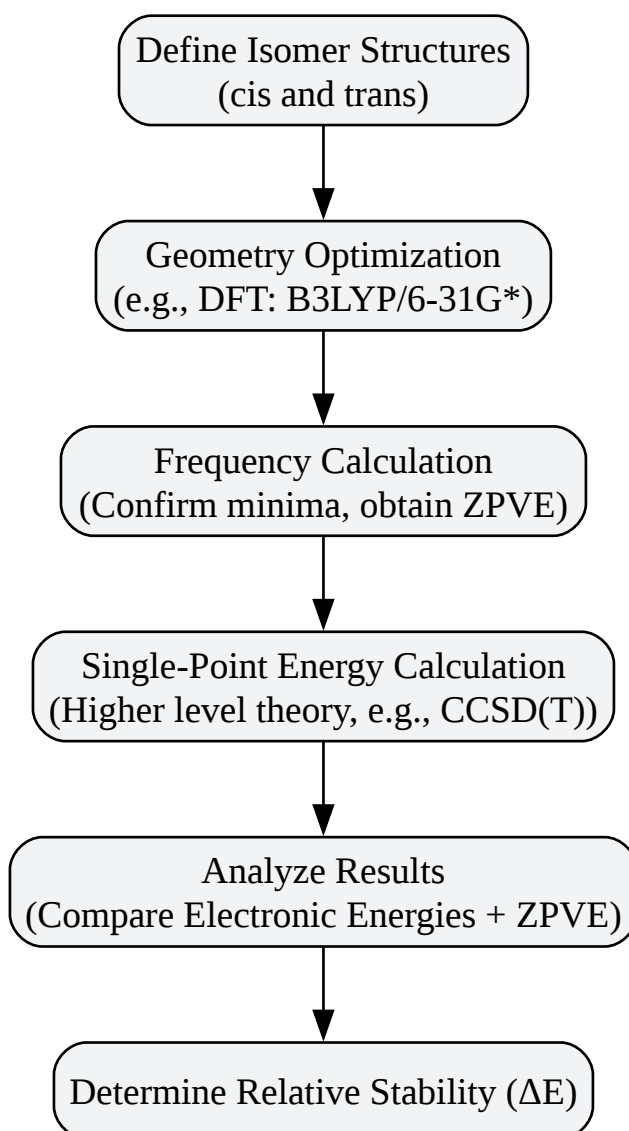 Define Isomer Structures
(cis and trans)
Geometry Optimization
(e.g., DFT: B3LYP/6-31G*)
Frequency Calculation
(Confirm minima, obtain ZPVE)
Single-Point Energy Calculation
(Higher level theory, e.g., CCSD(T))
Analyze Results
(Compare Electronic Energies + ZPVE)
Determine Relative Stability (ΔE)